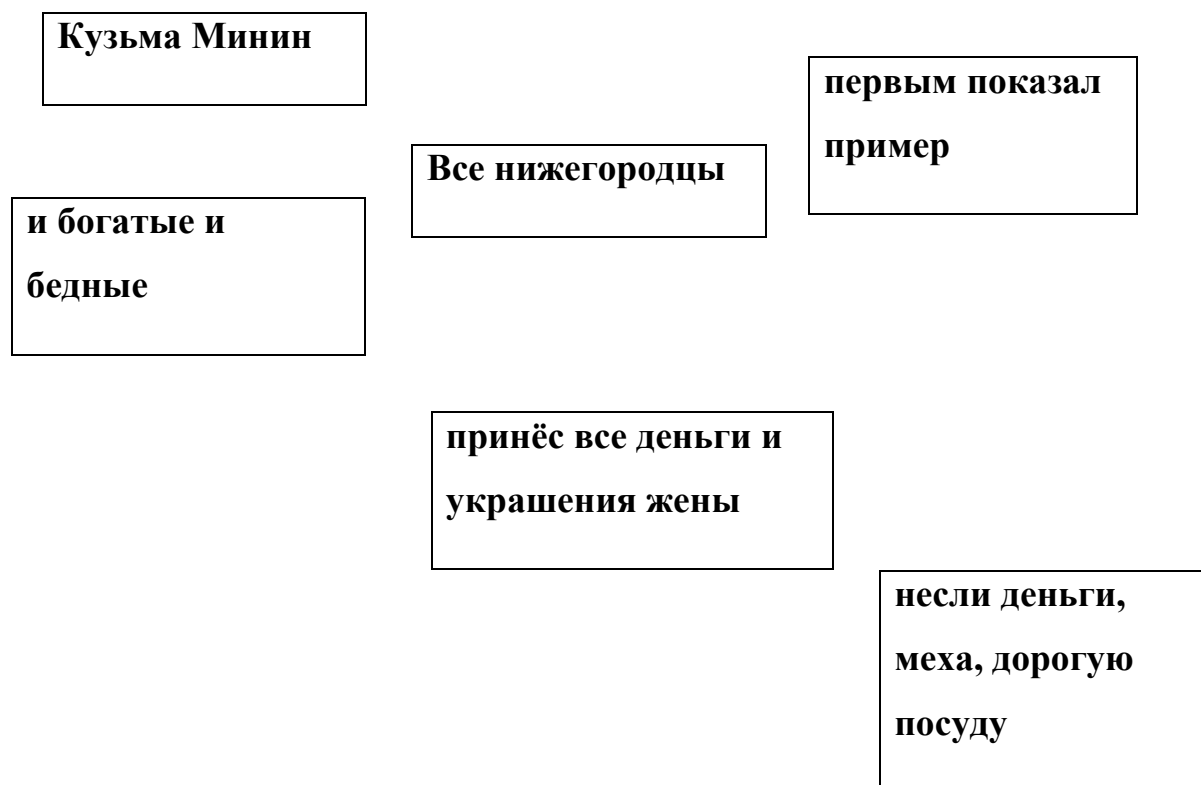 Кузьма Минин
первым показал
пример
Все нижегородцы
и богатые и
бедные
принёс все деньги и
украшения жены
несли деньги,
меха, дорогую
посуду